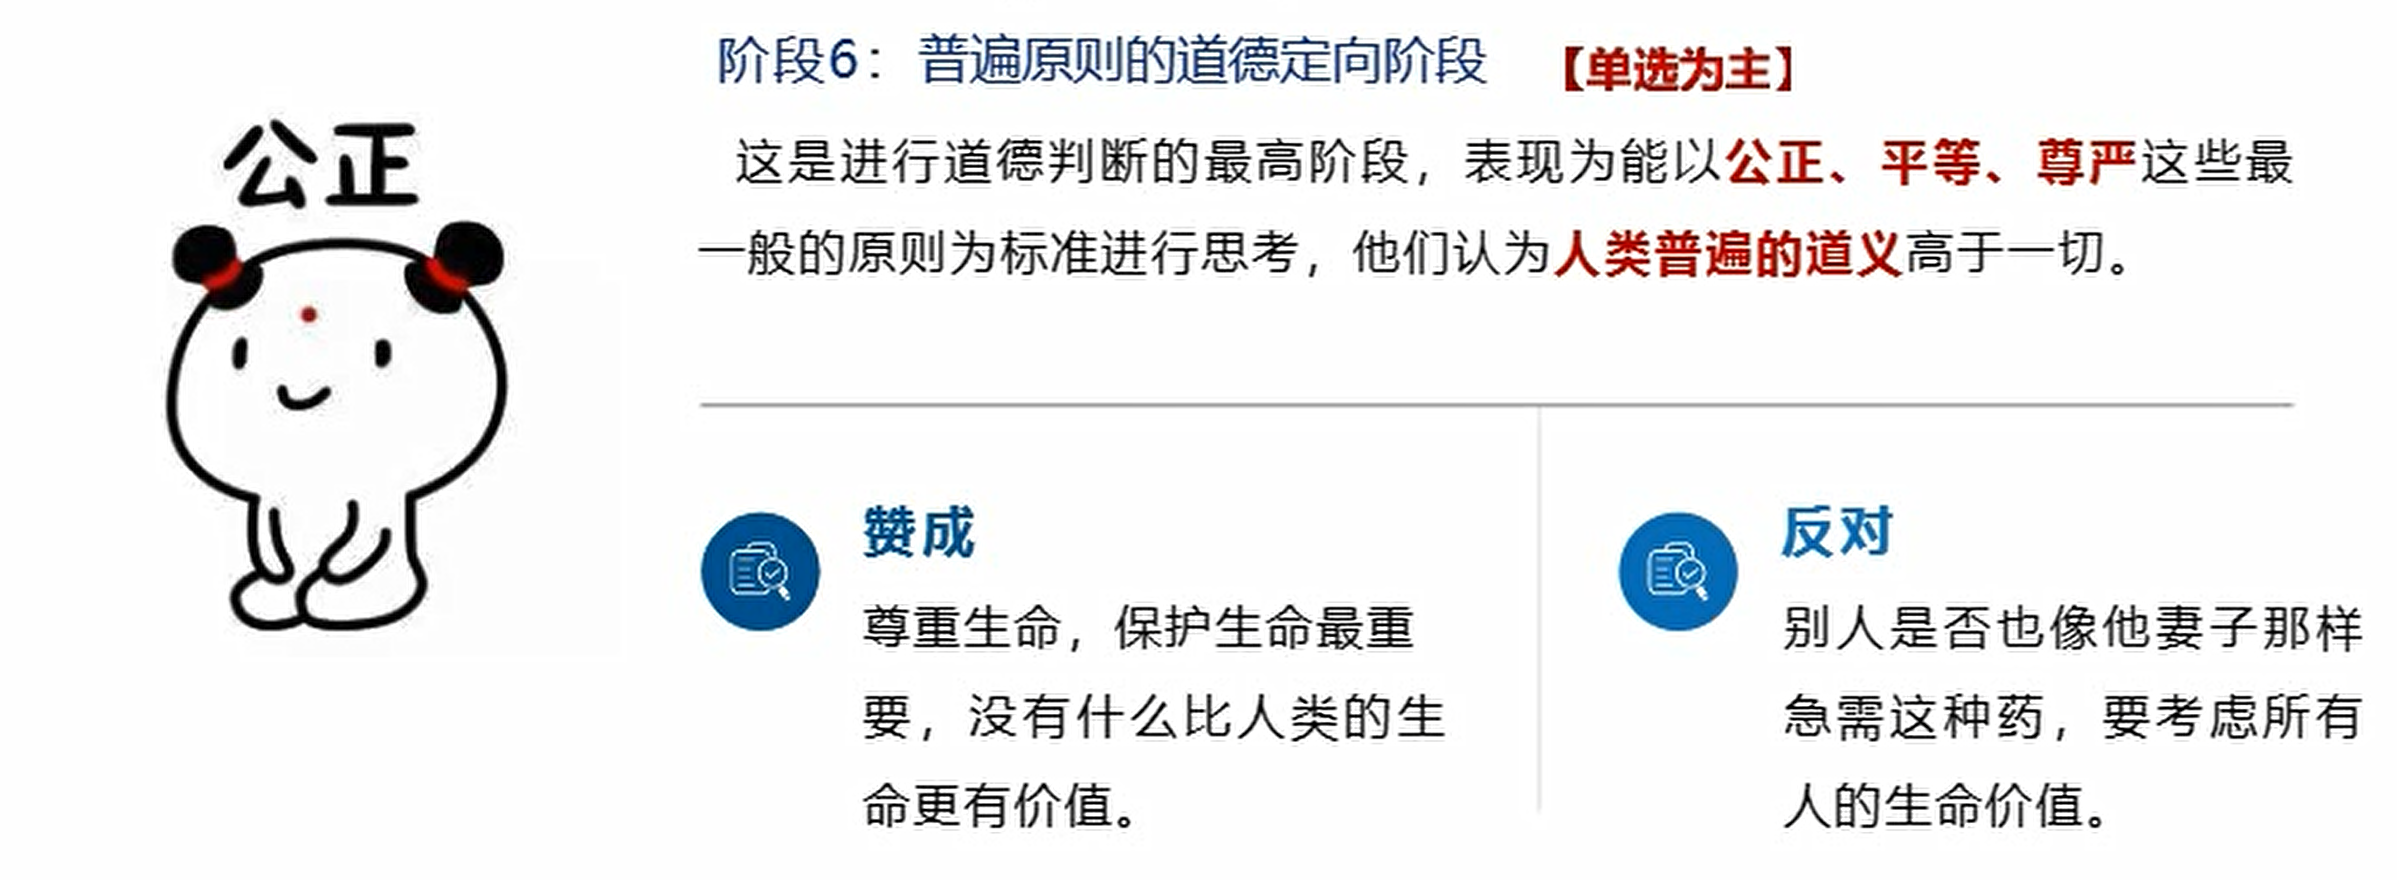 公正
阶段6：普遍原则的道德定向阶段 【单选为主】
这是进行道德判断的最高阶段，表现为能以公正、平等、尊严这些最
一般的原则为标准进行思考，他们认为人类普遍的道义高于一切。
赞成
尊重生命，保护生命最重
要，没有什么比人类的生
命更有价值。
反对
别人是否也像他妻子那样
急需这种药，要考虑所有
人的生命价值。